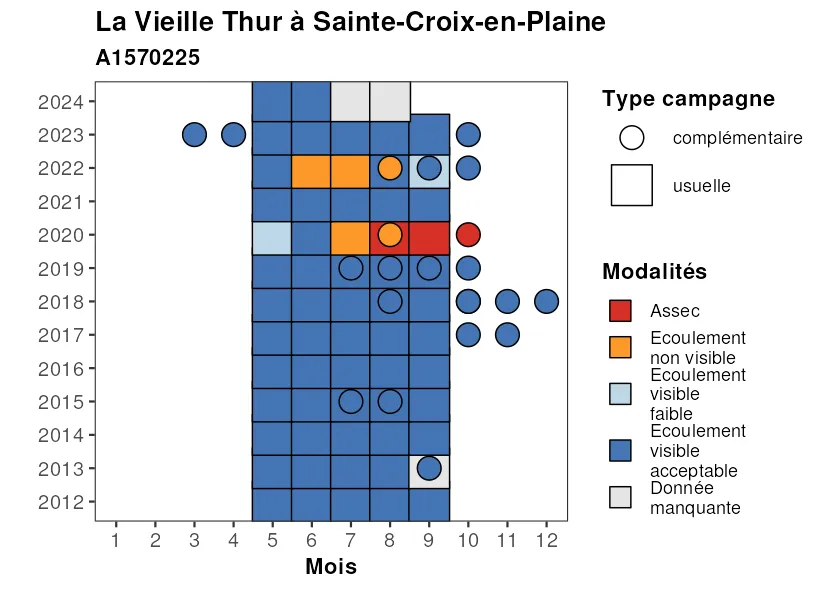 La Vieille Thur à Sainte-Croix-en-Plaine
A1570225
2024
2023
2022
2021
2020
2019
2018
2017
2016
2015
2014
2013
2012
1 2 3 4 5 6 7 8 9 10 11 12
Mois
Type campagne
complémentaire
usuelle
Modalités
Assec
Ecoulement
non visible
Ecoulement
visible
faible
Ecoulement
visible
acceptable
Donnée
manquante